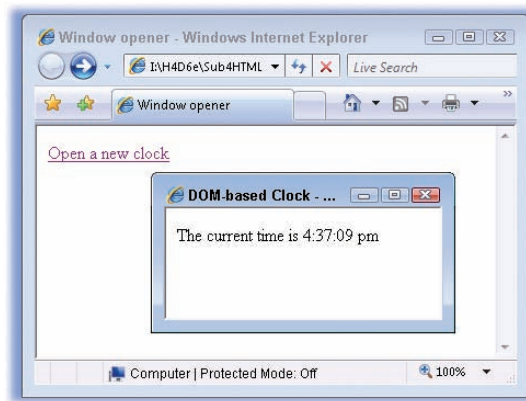 Window opener - Windows Internet Explorer
I:\H4D6e\Sub4HTML
Live Search
Window opener
Open a new clock
DOM-based Clock - ...
The current time is 4:37:09 pm
Computer | Protected Mode: Off
100%